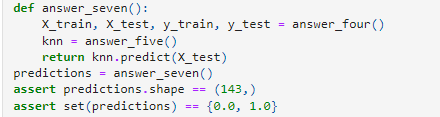 def answer_seven():
    X_train, X_test, y_train, y_test = answer_four()
    knn = answer_five()
    return knn.predict(X_test)
predictions = answer_seven()
assert predictions.shape == (143,)
assert set(predictions) == {0.0, 1.0}